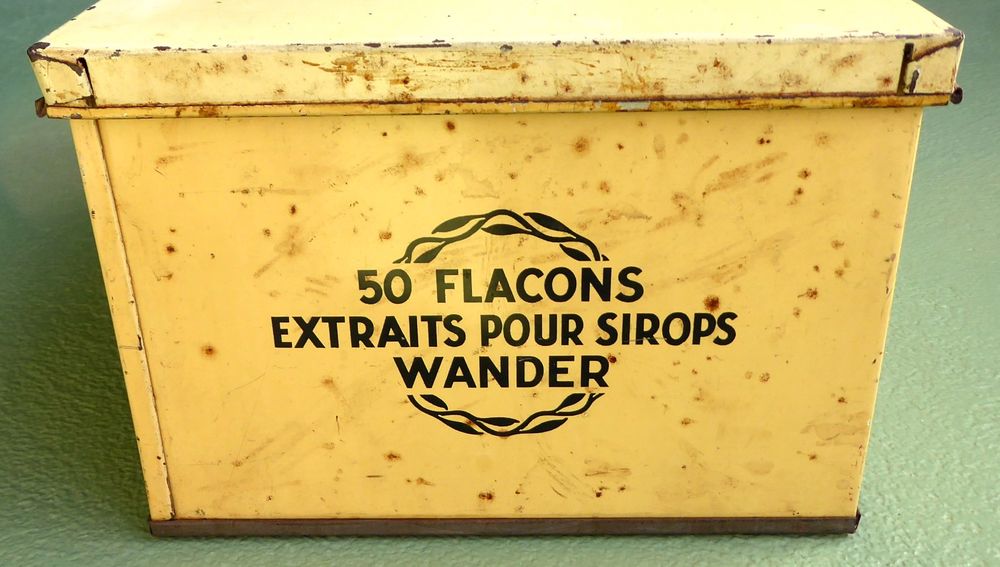 50 FLACONS
EXTRAITS POUR SIROPS
WANDER